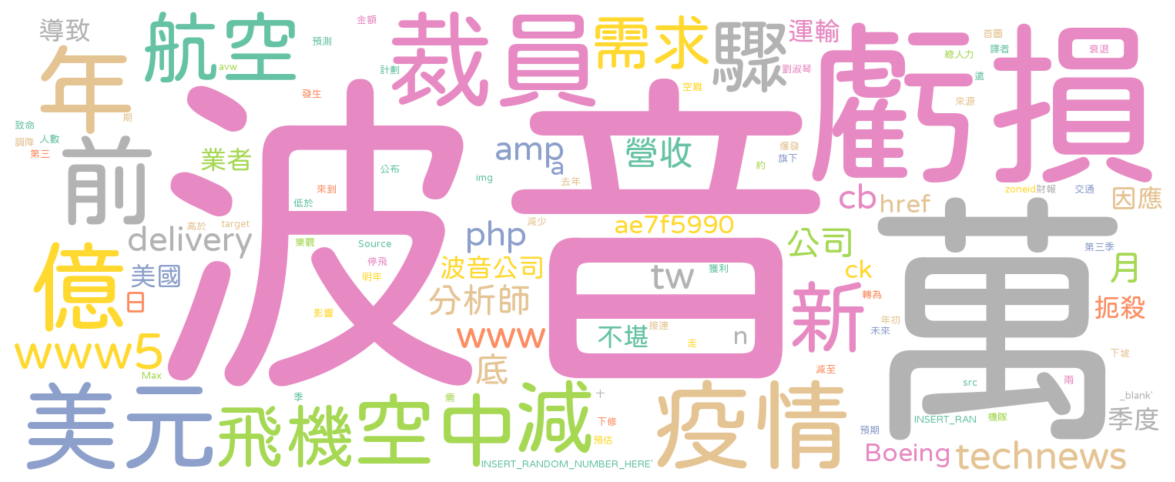 導致
金額
航空
預測
avw
裁員
計劃
需求
驟
運輸
劉淑琴
虧損
首圖
譯者
總人力
遠
衰退
來源
年
期
發生
空廚
致命
人數
調降
第三
前
業者
波音
公布
amp
a
img
營收
爆發
旗下
約
來到
低於
去年
cb
href
zoneid
財報
交通
因應
高於
target
減少
ae7f5990
delivery
樂觀
Source
php
公司
萬
第三季
億
美國
日
停飛
明年
波音公司
tw
獲利
ck
月
分析師
新
轉為
扼殺
影響
接連
年初
未來
www5
www
不堪
走
n
底
下坡
Max
減至
src
兩
美元
飛機
季
空中
需
減
十
疫情
_blank`
INSERT_RAN
機隊
季度
下修
預估
預期
INSERT_RANDOM_NUMBER_HERE`
Boeing
technews